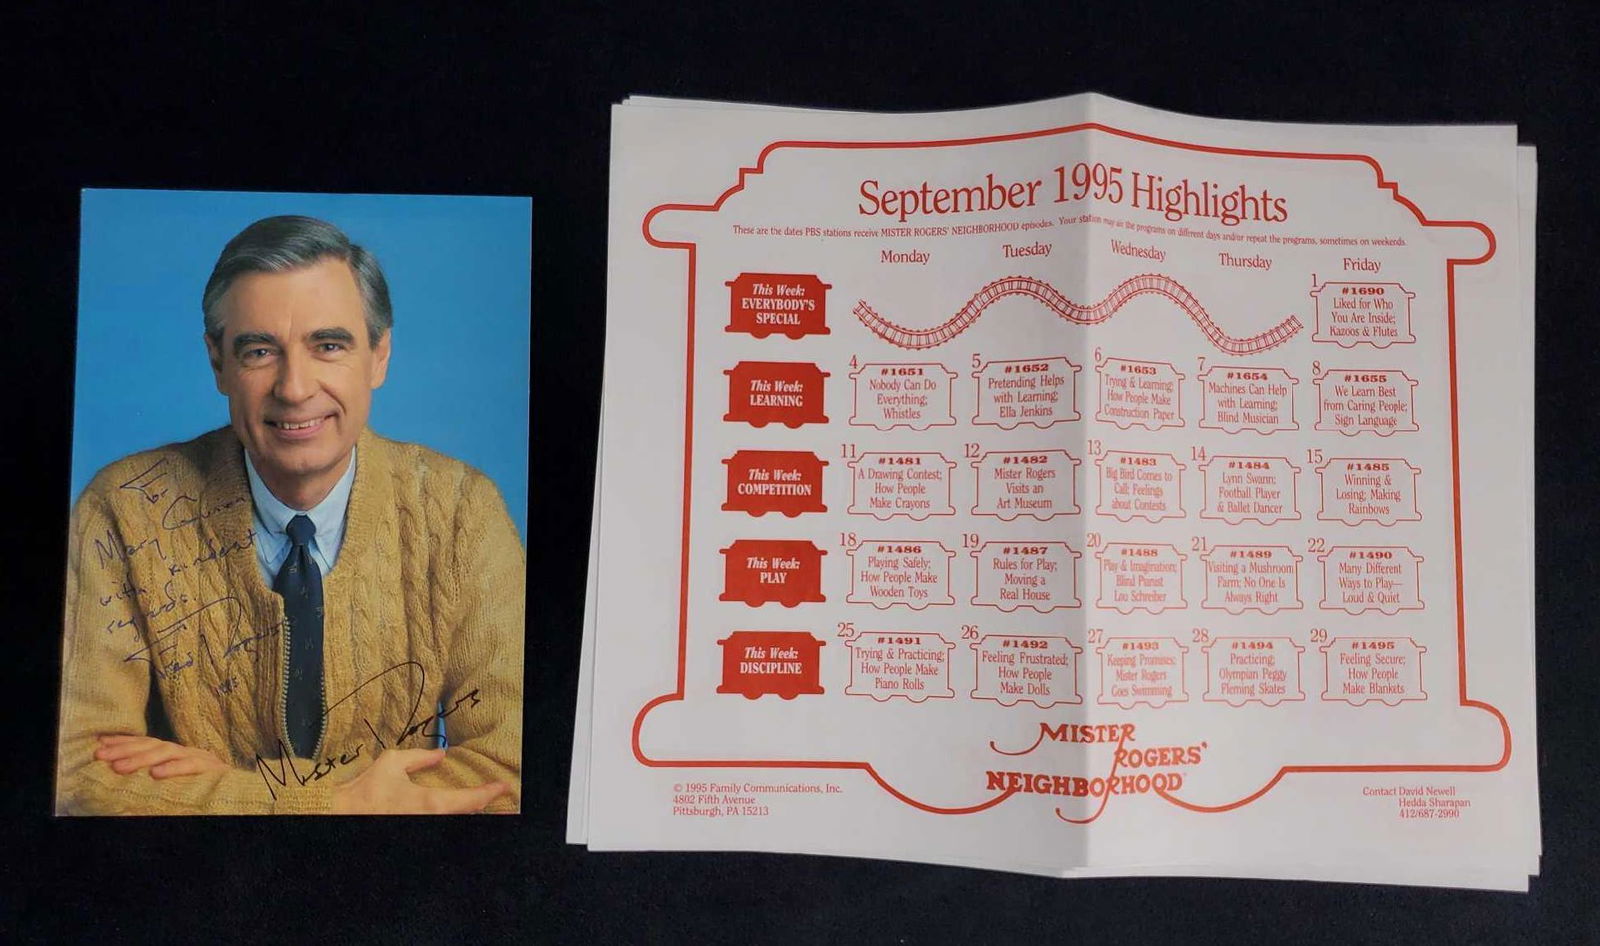 To:
Mary
with kindest
regards.
Fred Rogers
1995
Mister Rogers
September 1995 Highlights
These are the dates PBS stations receive MISTER ROGERS' NEIGHBORHOOD episodes. Your station may air the programs on different days and/or repeat the programs, sometimes on weekends.
Monday
Tuesday
Wednesday
Thursday
Friday
This Week:
EVERYBODY'S
SPECIAL
1
#1690
Liked for Who
You Are Inside;
Kazoos & Flutes
This Week:
LEARNING
4
#1651
Nobody Can Do
Everything;
Whistles
5
#1652
Pretending Helps
with Learning;
Ella Jenkins
6
#1653
Trying & Learning;
How People Make
Construction Paper
7
#1654
Machines Can Help
with Learning;
Blind Musician
8
#1655
We Learn Best
from Caring People;
Sign Language
This Week:
COMPETITION
11
#1481
A Drawing Contest;
How People
Make Crayons
12
#1482
Mister Rogers
Visits an
Art Museum
13
#1483
Big Bird Comes to
Call; Feelings
about Contests
14
#1484
Lynn Swann;
Football Player
& Ballet Dancer
15
#1485
Winning &
Losing; Making
Rainbows
This Week:
PLAY
18
#1486
Playing Safely;
How People Make
Wooden Toys
19
#1487
Rules for Play;
Moving a
Real House
20
#1488
Play & Imagination;
Blind Pianist
Lou Schreiber
21
#1489
Visiting a Mushroom
Farm; No One Is
Always Right
22
#1490
Many Different
Ways to Play—
Loud & Quiet
This Week:
DISCIPLINE
25
#1491
Trying & Practicing;
How People Make
Piano Rolls
26
#1492
Feeling Frustrated;
How People
Make Dolls
27
#1493
Keeping Promises;
Mister Rogers
Goes Swimming
28
#1494
Practicing;
Olympian Peggy
Fleming Skates
29
#1495
Feeling Secure;
How People
Make Blankets
MISTER
ROGERS'
NEIGHBORHOOD
© 1995 Family Communications, Inc.
4802 Fifth Avenue
Pittsburgh, PA 15213
Contact David Newell
Hedda Sharapan
412/687-2990